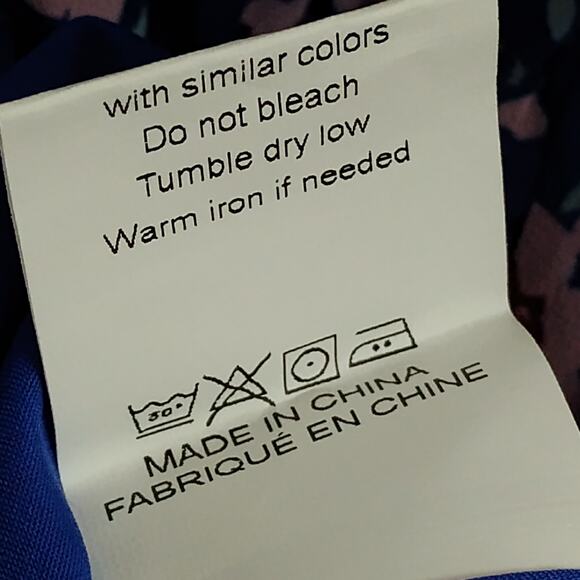 with similar colors
Do not bleach
Tumble dry low
Warm iron if needed
30°
MADE IN CHINA
FABRIQUÉ EN CHINE